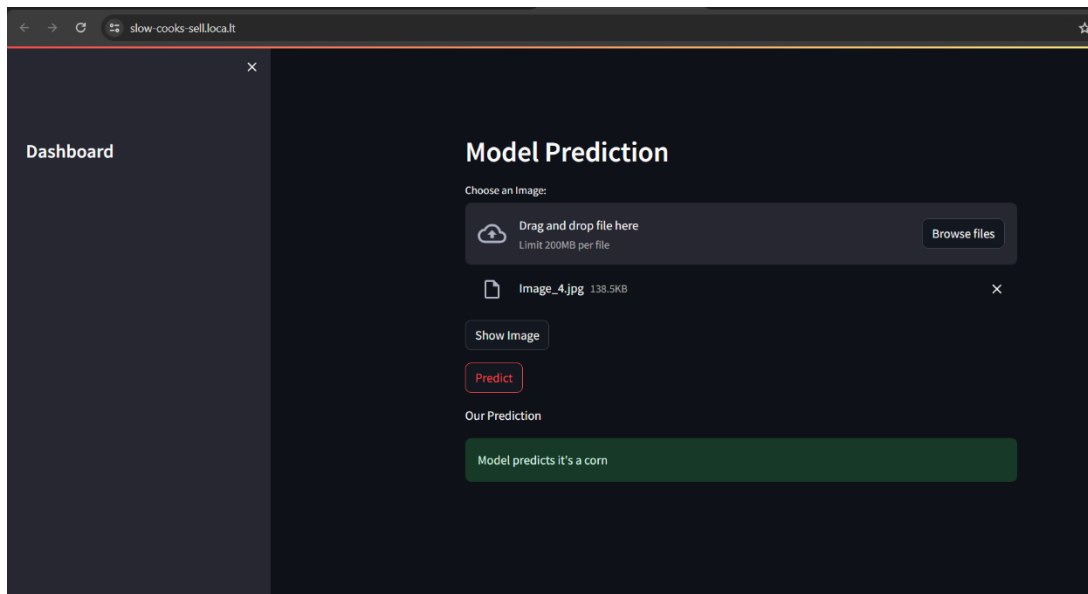 slow-cooks-sell.loca.lt
Dashboard
Model Prediction
Choose an Image:
Drag and drop file here
Limit 200MB per file
Browse files
Image_4.jpg 138.5KB
Show Image
Predict
Our Prediction
Model predicts it's a corn